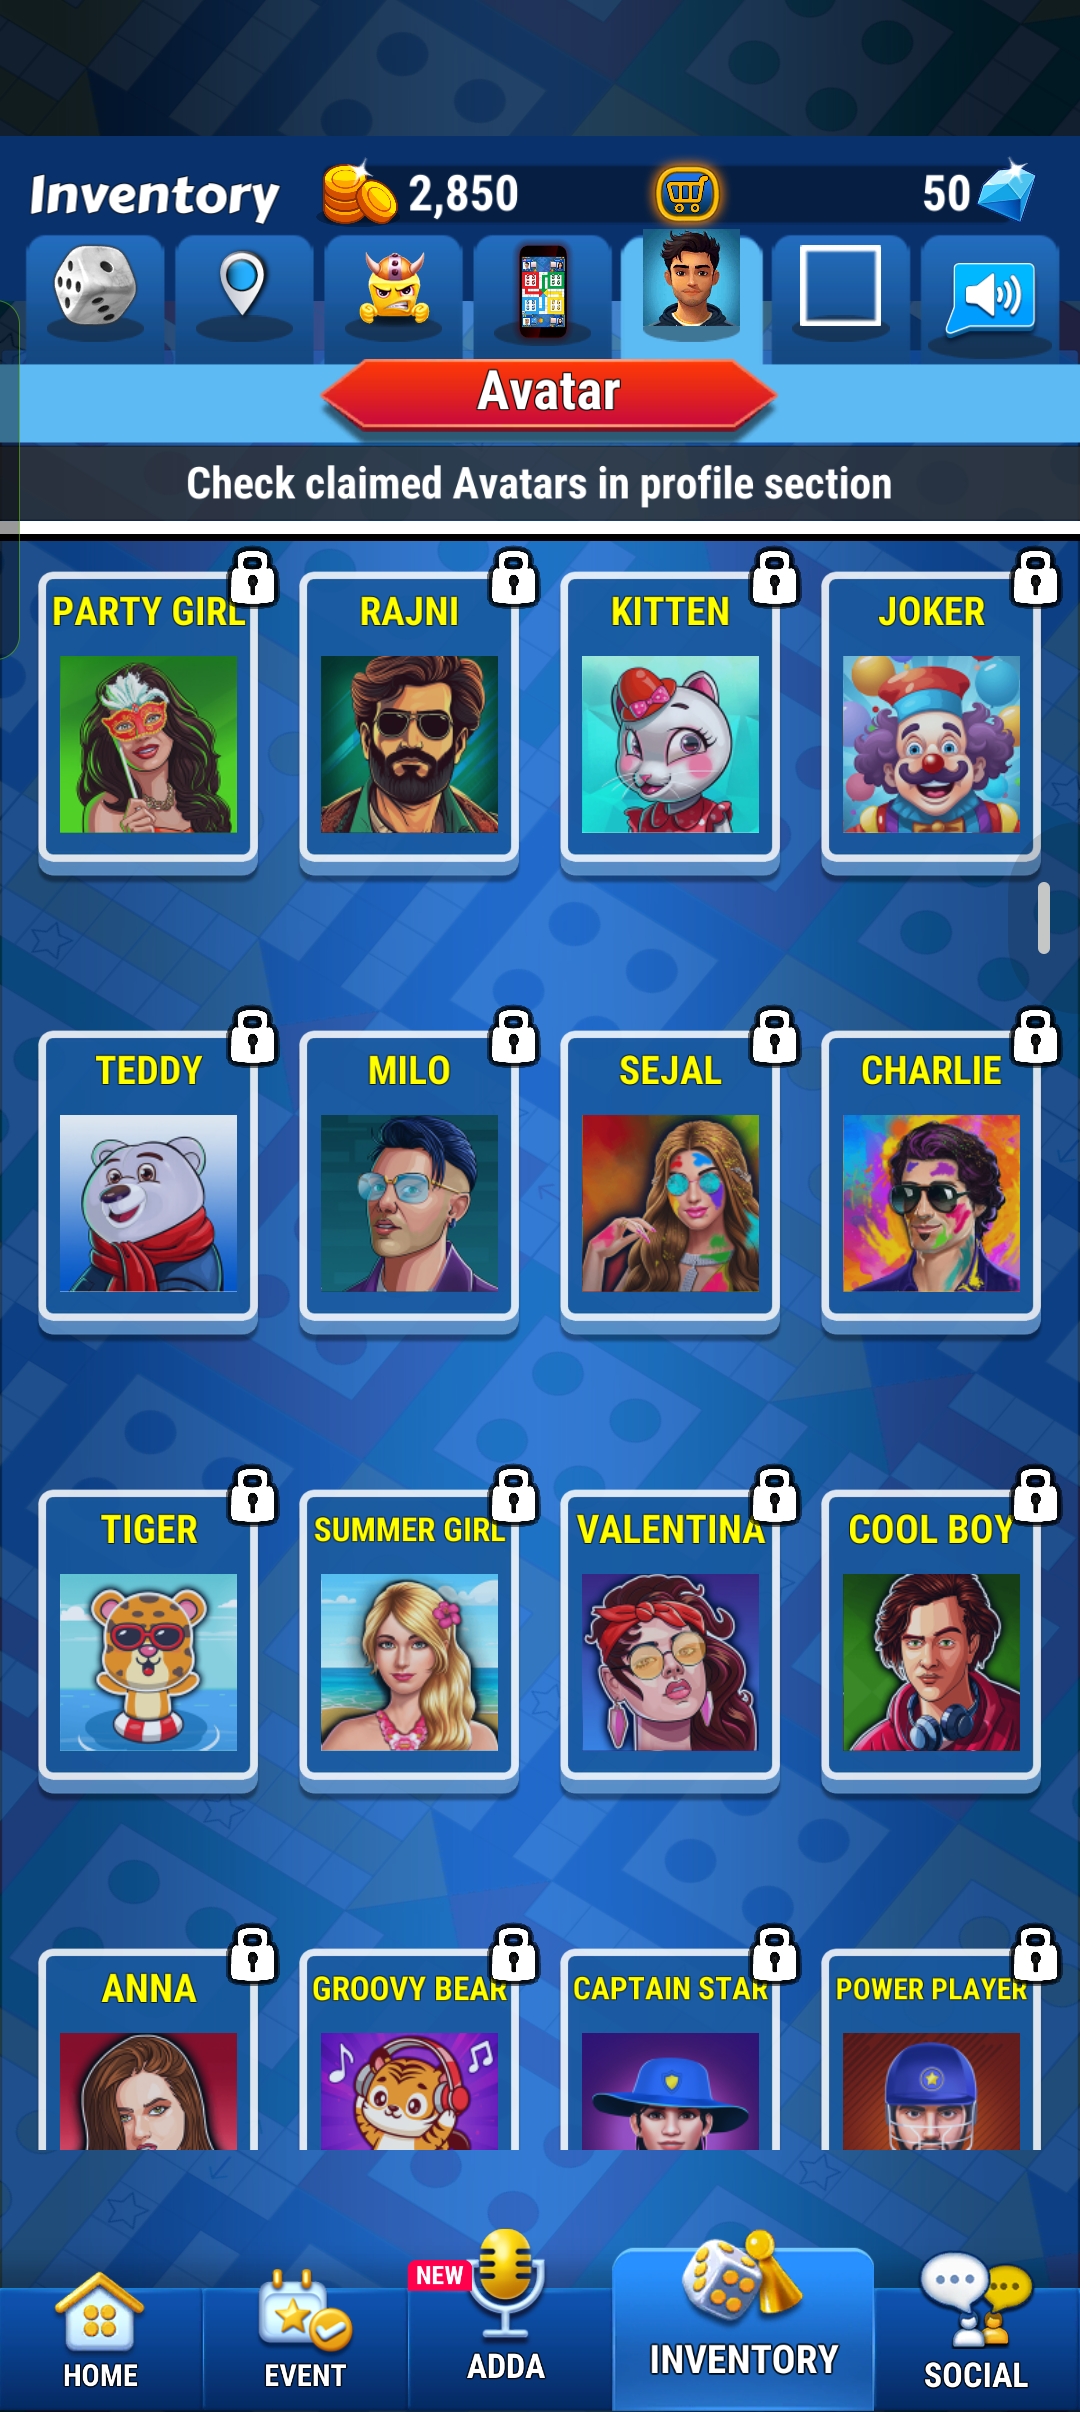 Inventory 2,850 50
Avatar
Check claimed Avatars in profile section
PARTY GIRL RAJNI KITTEN JOKER
TEDDY MILO SEJAL CHARLIE
TIGER SUMMER GIRL VALENTINA COOL BOY
ANNA GROOVY BEAR CAPTAIN STAR POWER PLAYER
NEW
HOME EVENT ADDA INVENTORY SOCIAL